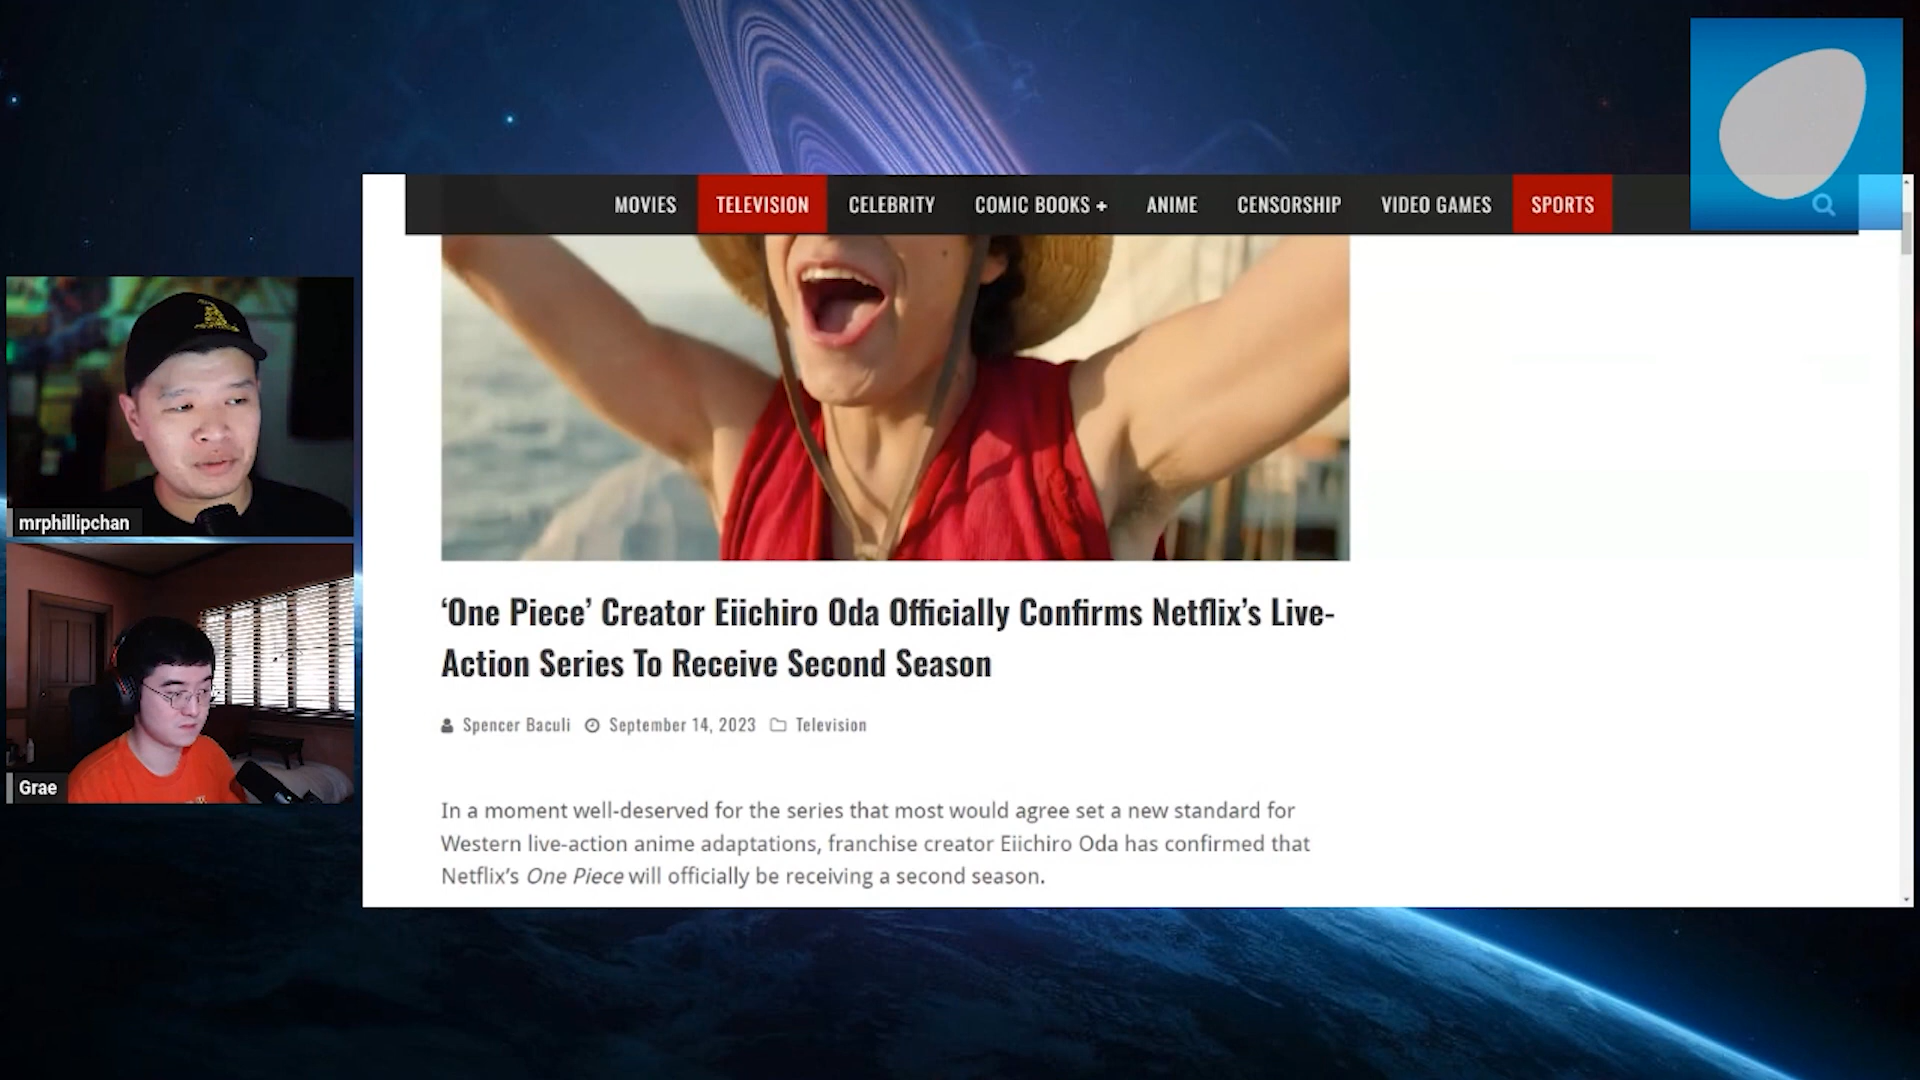 MOVIES TELEVISION CELEBRITY COMIC BOOKS + ANIME CENSORSHIP VIDEO GAMES SPORTS
mrphillipchan
Grae
‘One Piece’ Creator Eiichiro Oda Officially Confirms Netflix’s Live-
Action Series To Receive Second Season
Spencer Baculi September 14, 2023 Television
In a moment well-deserved for the series that most would agree set a new standard for
Western live-action anime adaptations, franchise creator Eiichiro Oda has confirmed that
Netflix’s One Piece will officially be receiving a second season.